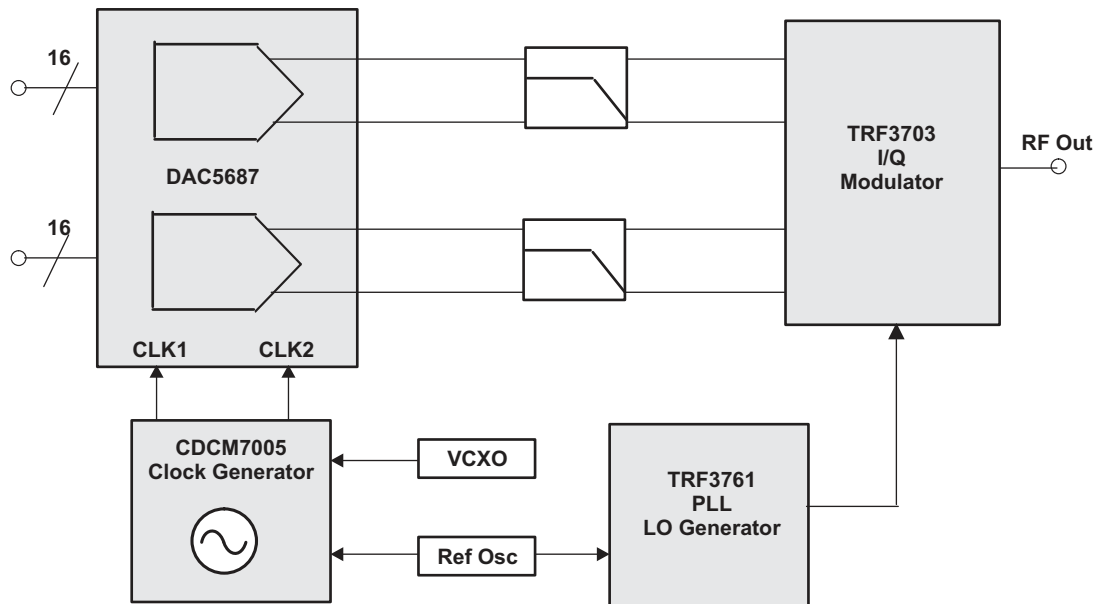 16
DAC5687
16
CLK1
CLK2
TRF3703
I/Q
Modulator
RF Out
CDCM7005
Clock Generator
VCXO
Ref Osc
TRF3761
PLL
LO Generator